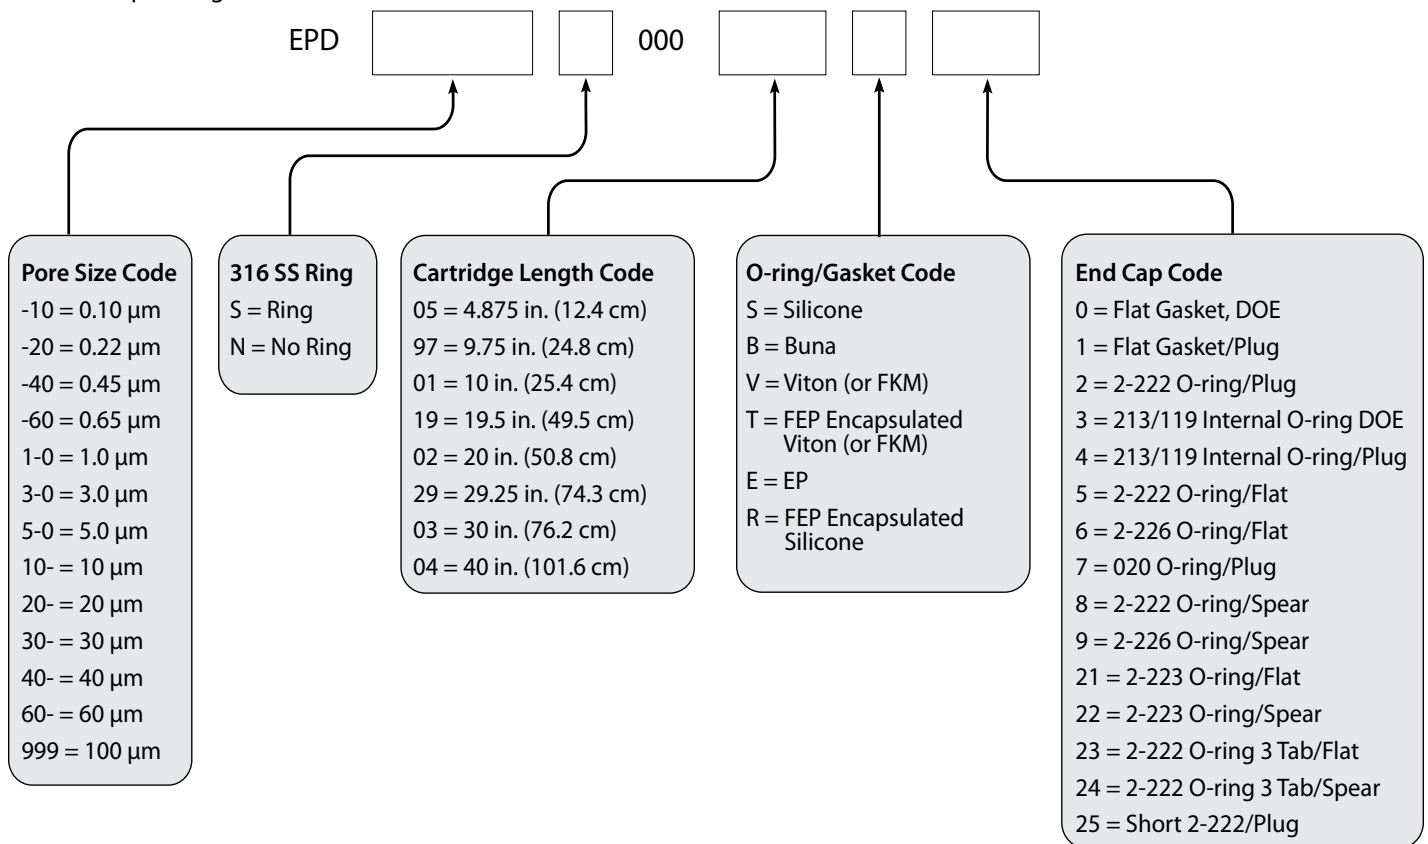 EPD
000
Pore Size Code
-10 = 0.10 µm
-20 = 0.22 µm
-40 = 0.45 µm
-60 = 0.65 µm
1-0 = 1.0 µm
3-0 = 3.0 µm
5-0 = 5.0 µm
10- = 10 µm
20- = 20 µm
30- = 30 µm
40- = 40 µm
60- = 60 µm
999 = 100 µm
316 SS Ring
S = Ring
N = No Ring
Cartridge Length Code
05 = 4.875 in. (12.4 cm)
97 = 9.75 in. (24.8 cm)
01 = 10 in. (25.4 cm)
19 = 19.5 in. (49.5 cm)
02 = 20 in. (50.8 cm)
29 = 29.25 in. (74.3 cm)
03 = 30 in. (76.2 cm)
04 = 40 in. (101.6 cm)
O-ring/Gasket Code
S = Silicone
B = Buna
V = Viton (or FKM)
T = FEP Encapsulated
Viton (or FKM)
E = EP
R = FEP Encapsulated
Silicone
End Cap Code
0 = Flat Gasket, DOE
1 = Flat Gasket/Plug
2 = 2-222 O-ring/Plug
3 = 213/119 Internal O-ring DOE
4 = 213/119 Internal O-ring/Plug
5 = 2-222 O-ring/Flat
6 = 2-226 O-ring/Flat
7 = 020 O-ring/Plug
8 = 2-222 O-ring/Spear
9 = 2-226 O-ring/Spear
21 = 2-223 O-ring/Flat
22 = 2-223 O-ring/Spear
23 = 2-222 O-ring 3 Tab/Flat
24 = 2-222 O-ring 3 Tab/Spear
25 = Short 2-222/Plug